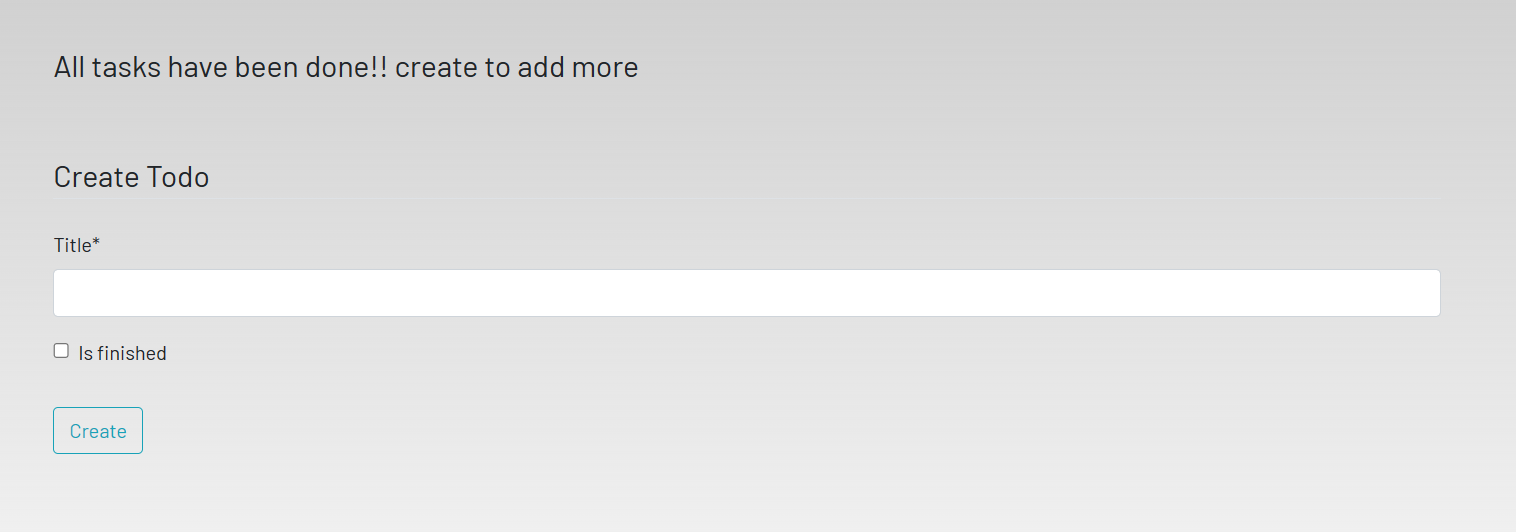 All tasks have been done!! create to add more
Create Todo
Title*
Is finished
Create